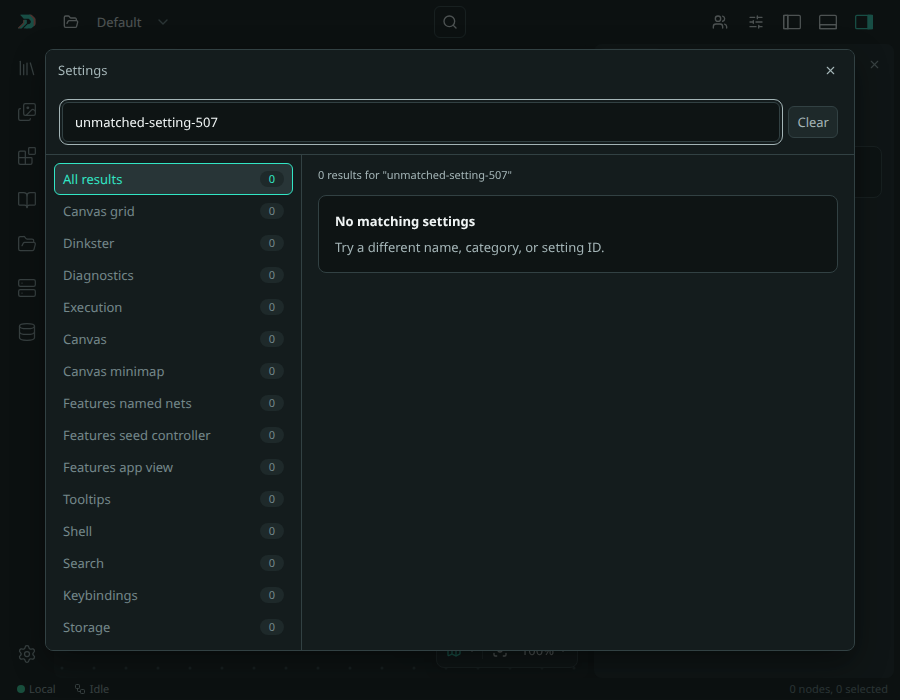 Default
Settings
unmatched-setting-507
Clear
All results 0
Canvas grid 0
Dinkster 0
Diagnostics 0
Execution 0
Canvas 0
Canvas minimap 0
Features named nets 0
Features seed controller 0
Features app view 0
Tooltips 0
Shell 0
Search 0
Keybindings 0
Storage 0
0 results for "unmatched-setting-507"
No matching settings
Try a different name, category, or setting ID.
100%
Local
Idle
0 nodes, 0 selected